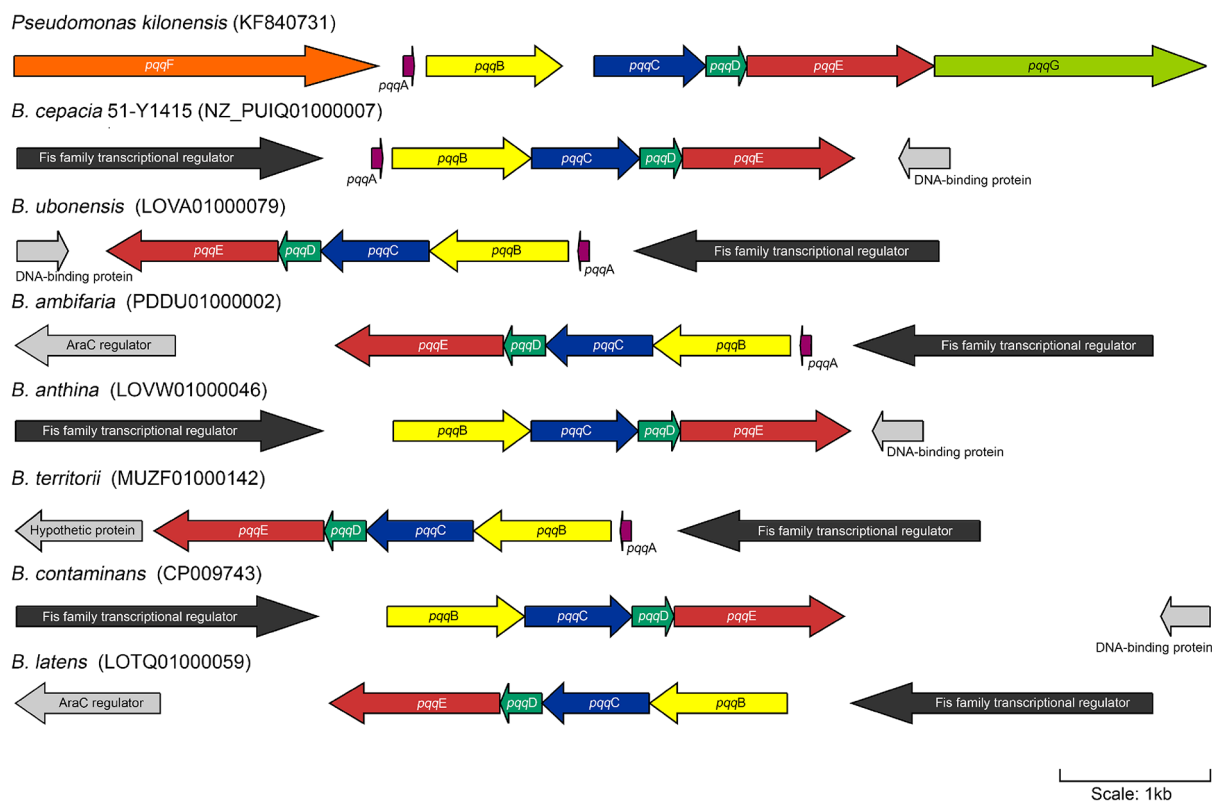 Pseudomonas kilonensis (KF840731)
pqqF pqqA pqqB pqqC pqqD pqqE pqqG
B. cepacia 51-Y1415 (NZ_PUIQ01000007)
Fis family transcriptional regulator pqqA pqqB pqqC pqqD pqqE DNA-binding protein
B. ubonensis (LOVA01000079)
DNA-binding protein pqqE pqqD pqqC pqqB pqqA Fis family transcriptional regulator
B. ambifaria (PDDU01000002)
AraC regulator pqqE pqqD pqqC pqqB pqqA Fis family transcriptional regulator
B. anthina (LOVW01000046)
Fis family transcriptional regulator pqqB pqqC pqqD pqqE DNA-binding protein
B. territorii (MUZF01000142)
Hypothetic protein pqqE pqqD pqqC pqqB pqqA Fis family transcriptional regulator
B. contaminans (CP009743)
Fis family transcriptional regulator pqqB pqqC pqqD pqqE DNA-binding protein
B. latens (LOTQ01000059)
AraC regulator pqqE pqqD pqqC pqqB Fis family transcriptional regulator
Scale: 1kb